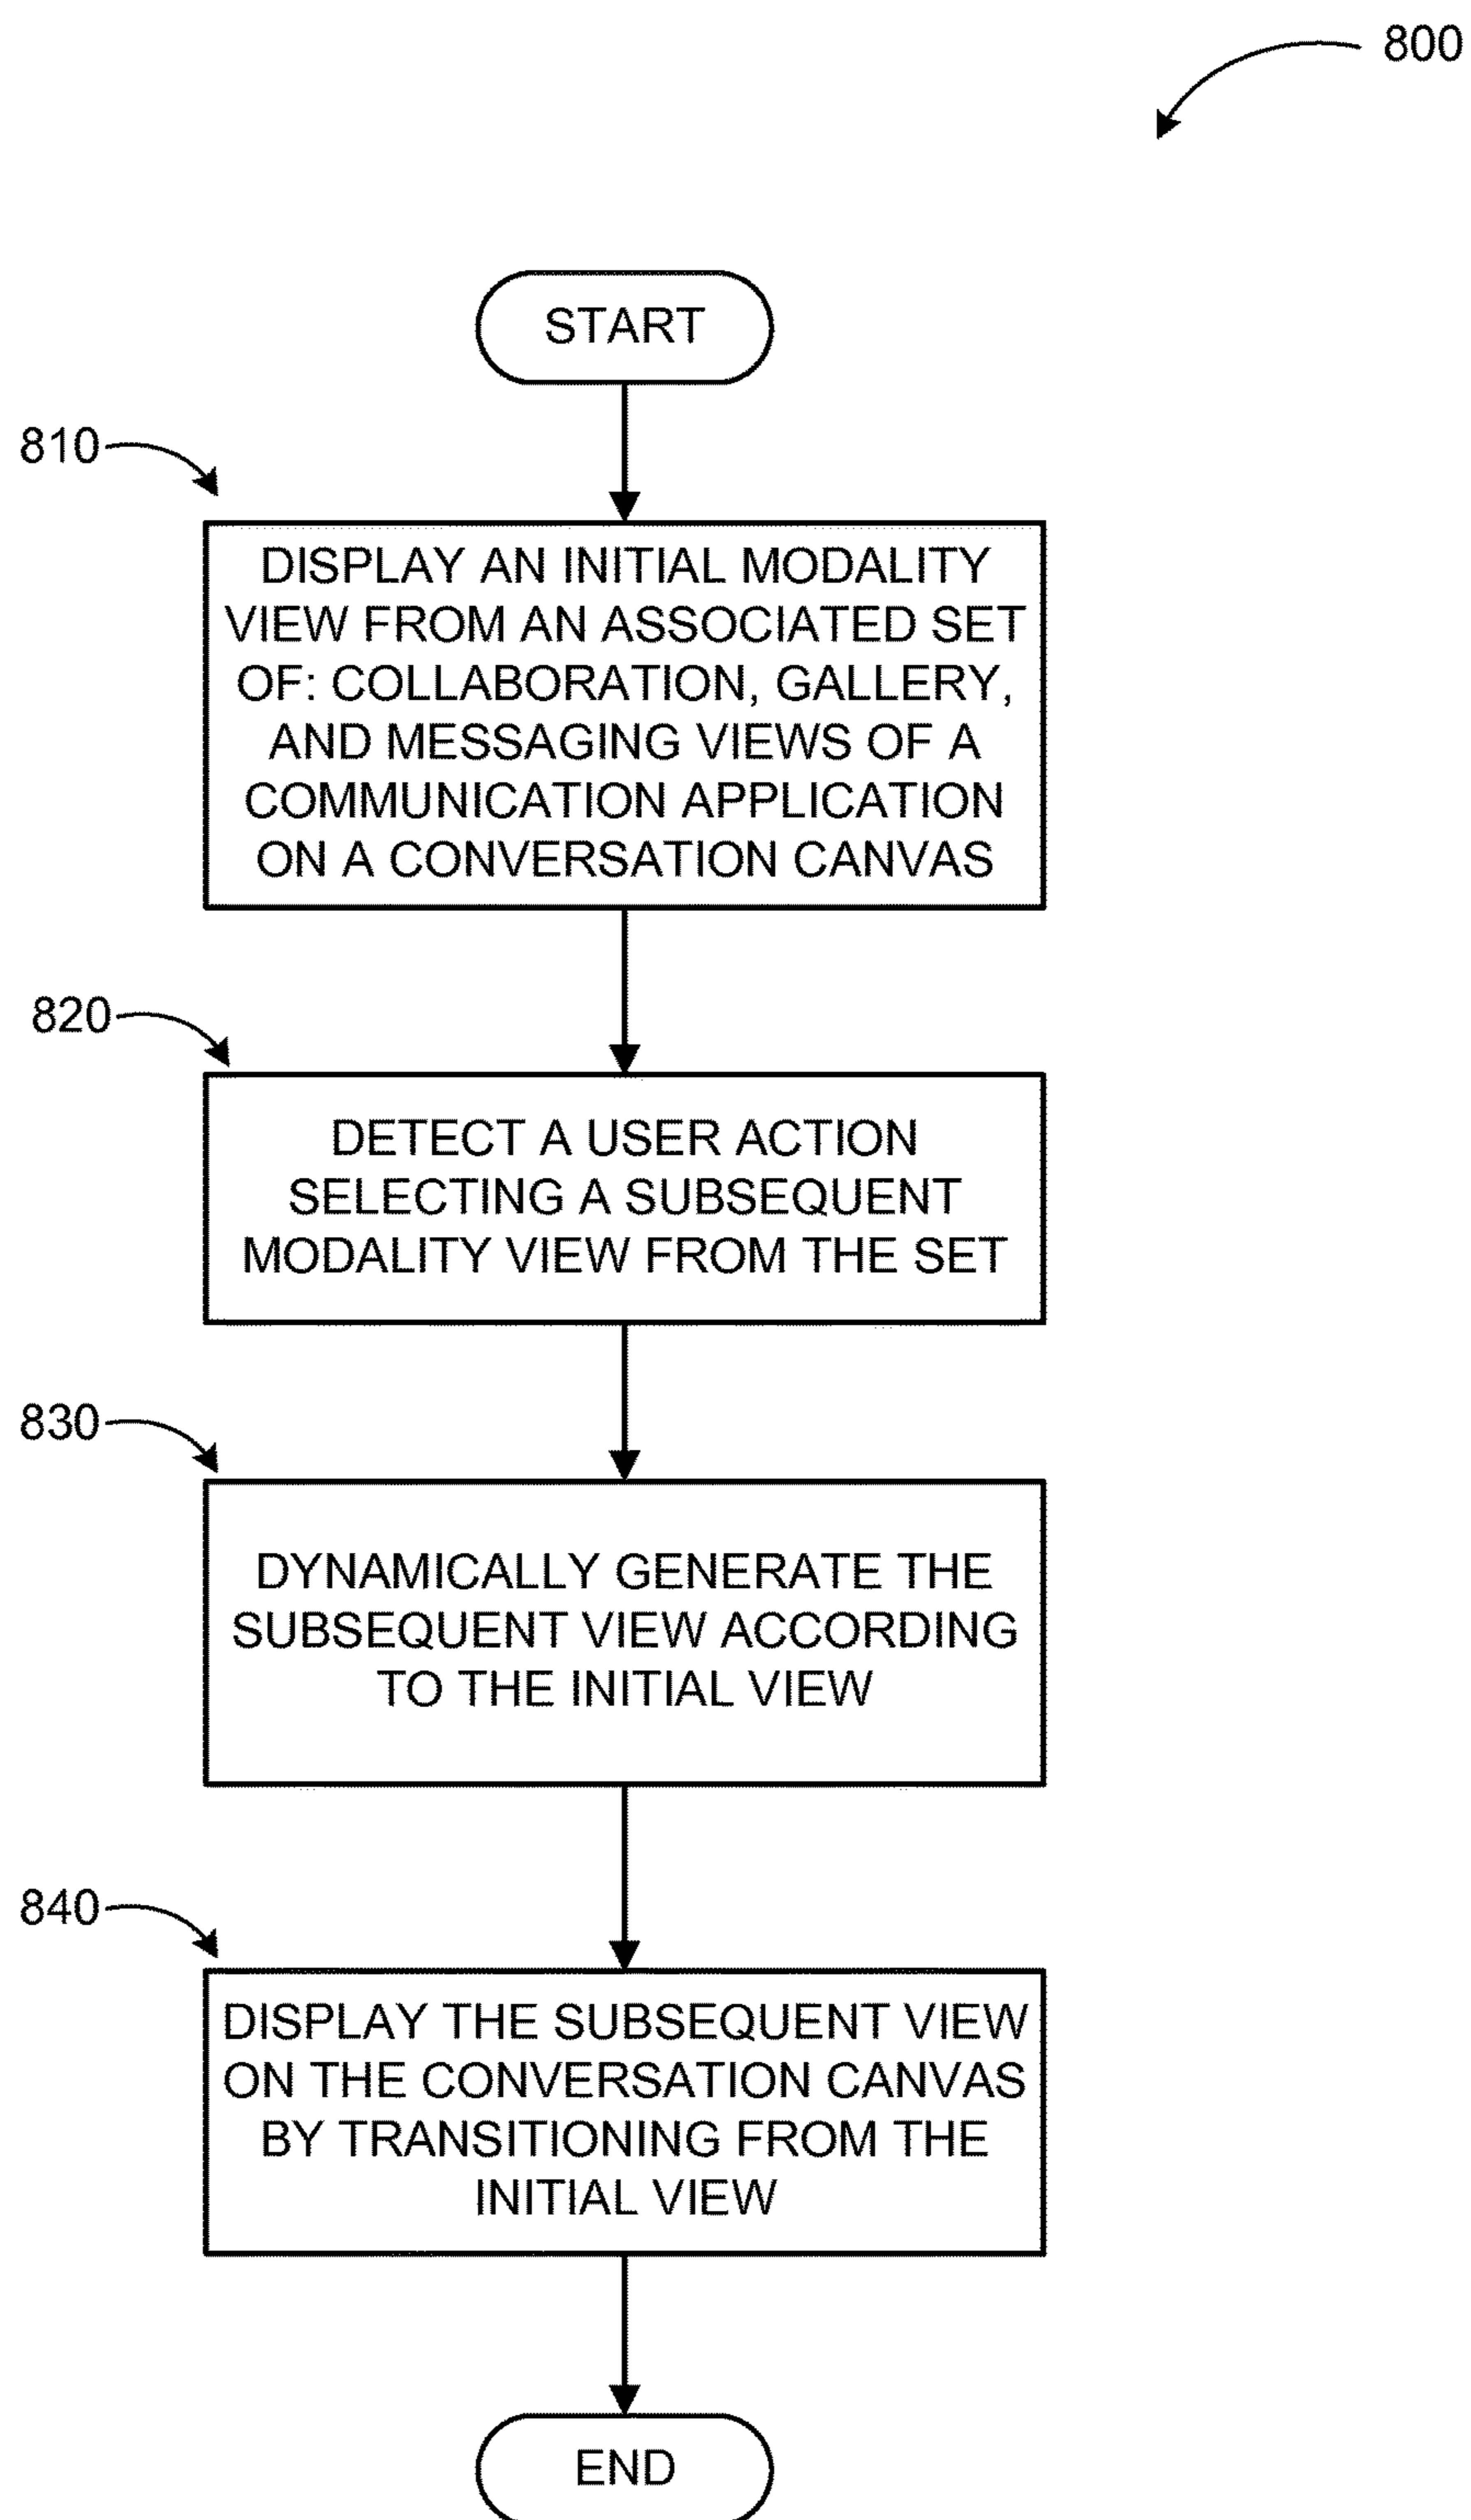 800
START
810
DISPLAY AN INITIAL MODALITY
VIEW FROM AN ASSOCIATED SET
OF: COLLABORATION, GALLERY,
AND MESSAGING VIEWS OF A
COMMUNICATION APPLICATION
ON A CONVERSATION CANVAS
820
DETECT A USER ACTION
SELECTING A SUBSEQUENT
MODALITY VIEW FROM THE SET
830
DYNAMICALLY GENERATE THE
SUBSEQUENT VIEW ACCORDING
TO THE INITIAL VIEW
840
DISPLAY THE SUBSEQUENT VIEW
ON THE CONVERSATION CANVAS
BY TRANSITIONING FROM THE
INITIAL VIEW
END